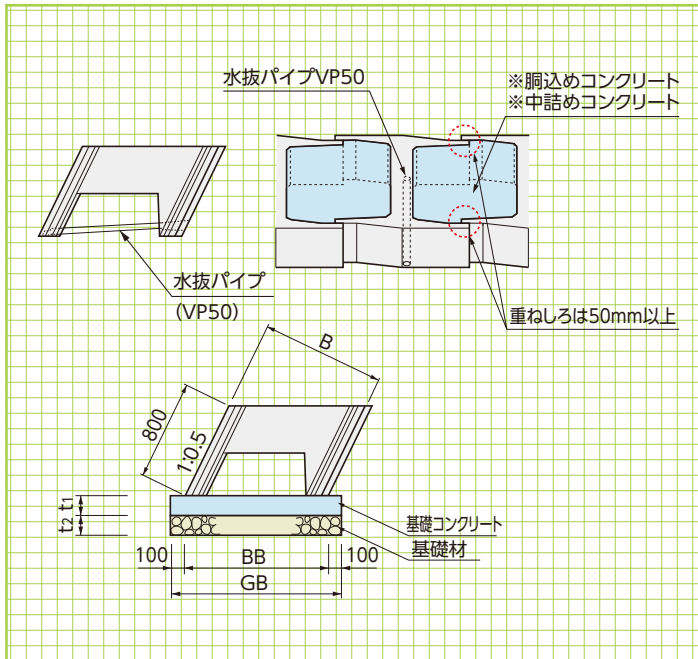 水抜パイプVP50
※胴込めコンクリート
※中詰めコンクリート
水抜パイプ
(VP50)
重ねしろは50mm以上
B
800
1:0.5
t1
t2
基礎コンクリート
基礎材
100
BB
100
GB